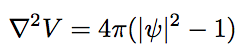 ∇²V = 4π(|ψ|² − 1)